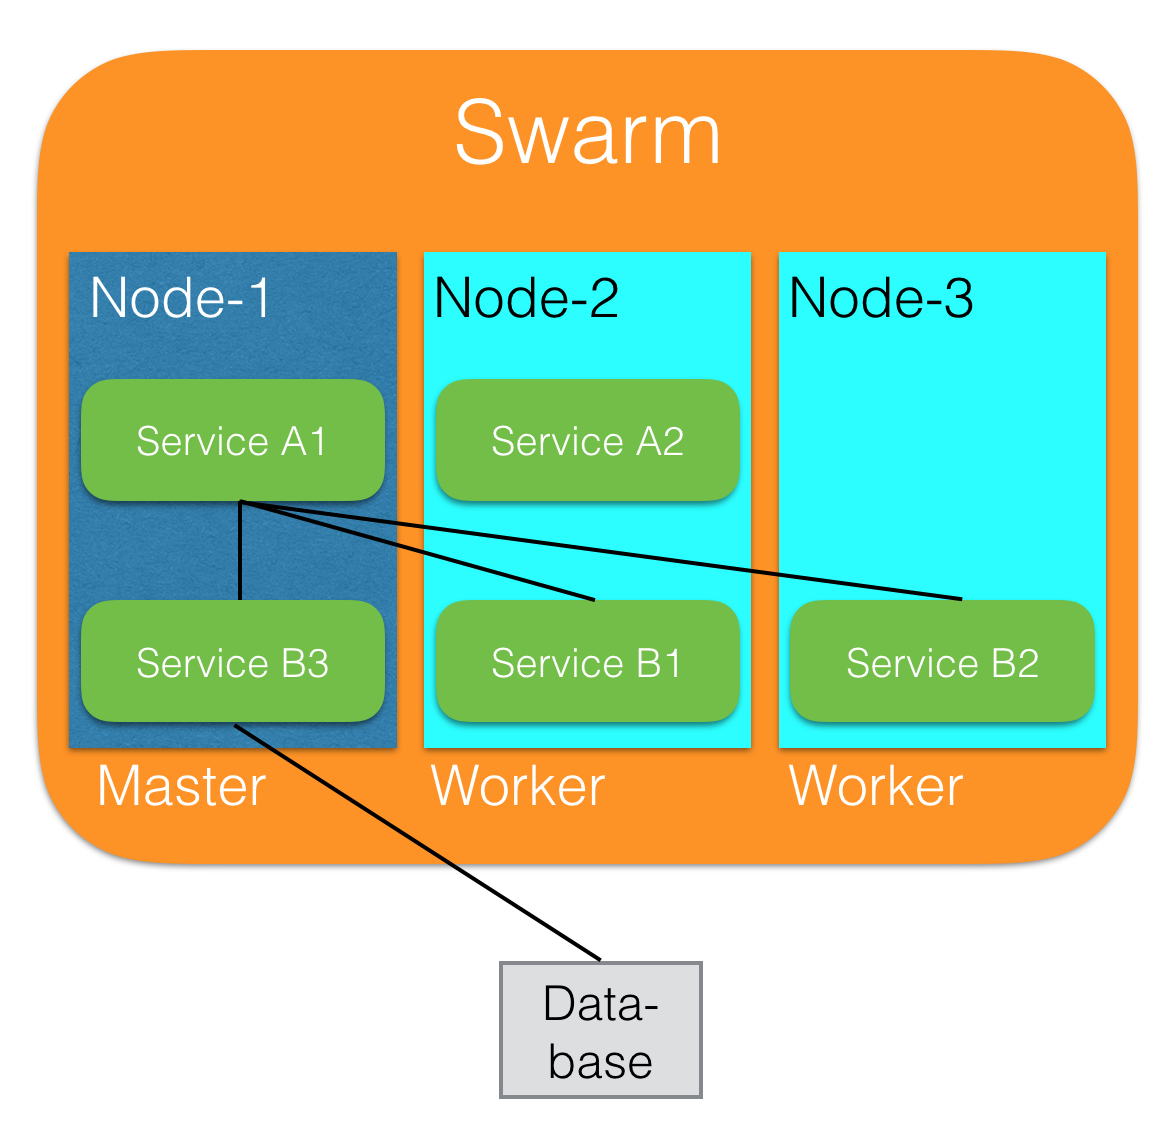 Swarm
Node-1
Node-2
Node-3
Service A1
Service A2
Service B3
Service B1
Service B2
Master
Worker
Worker
Data-
base